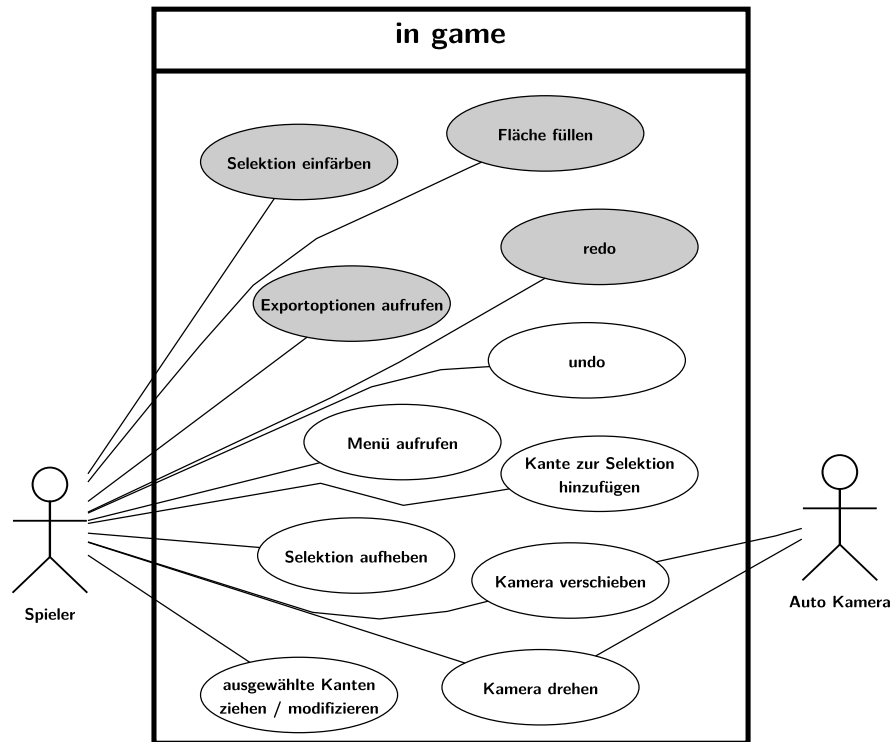 in game
Fläche füllen
Selektion einfärben
redo
Exportoptionen aufrufen
undo
Menü aufrufen
Kante zur Selektion
hinzufügen
Selektion aufheben
Kamera verschieben
Spieler
Auto Kamera
ausgewählte Kanten
ziehen / modifizieren
Kamera drehen